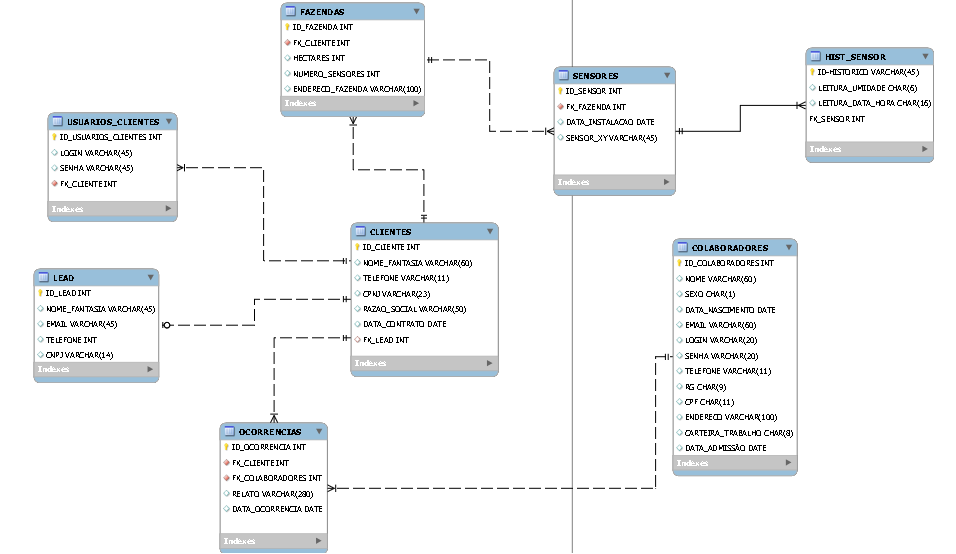 FAZENDAS
ID_FAZENDA INT
FK_CLIENTE INT
HECTARES INT
NUMERO_SENSORES INT
ENDERECO_FAZENDA VARCHAR(100)
Indexes
SENSORES
ID_SENSOR INT
FK_FAZENDA INT
DATA_INSTALACAO DATE
SENSOR_XY VARCHAR(45)
Indexes
HIST_SENSOR
ID-HISTORICO VARCHAR(45)
LEITURA_UMIDADE CHAR(6)
LEITURA_DATA_HORA CHAR(16)
FK_SENSOR INT
Indexes
USUARIOS_CLIENTES
ID_USUARIOS_CLIENTES INT
LOGIN VARCHAR(45)
SENHA VARCHAR(45)
FK_CLIENTE INT
Indexes
CLIENTES
ID_CLIENTE INT
NOME_FANTASIA VARCHAR(60)
TELEFONE VARCHAR(11)
CPNJ VARCHAR(23)
RAZAO_SOCIAL VARCHAR(50)
DATA_CONTRATO DATE
FK_LEAD INT
Indexes
LEAD
ID_LEAD INT
NOME_FANTASIA VARCHAR(45)
EMAIL VARCHAR(45)
TELEFONE INT
CNPJ VARCHAR(14)
Indexes
COLABORADORES
ID_COLABORADORES INT
NOME VARCHAR(60)
SEXO CHAR(1)
DATA_NASCIMENTO DATE
EMAIL VARCHAR(60)
LOGIN VARCHAR(20)
SENHA VARCHAR(20)
TELEFONE VARCHAR(11)
RG CHAR(9)
CPF CHAR(11)
ENDERECO VARCHAR(100)
CARTEIRA_TRABALHO CHAR(8)
DATA_ADMISSÃO DATE
Indexes
OCORRENCIAS
ID_OCORRENCIA INT
FK_CLIENTE INT
FK_COLABORADORES INT
RELATO VARCHAR(280)
DATA_OCORRENCIA DATE
Indexes